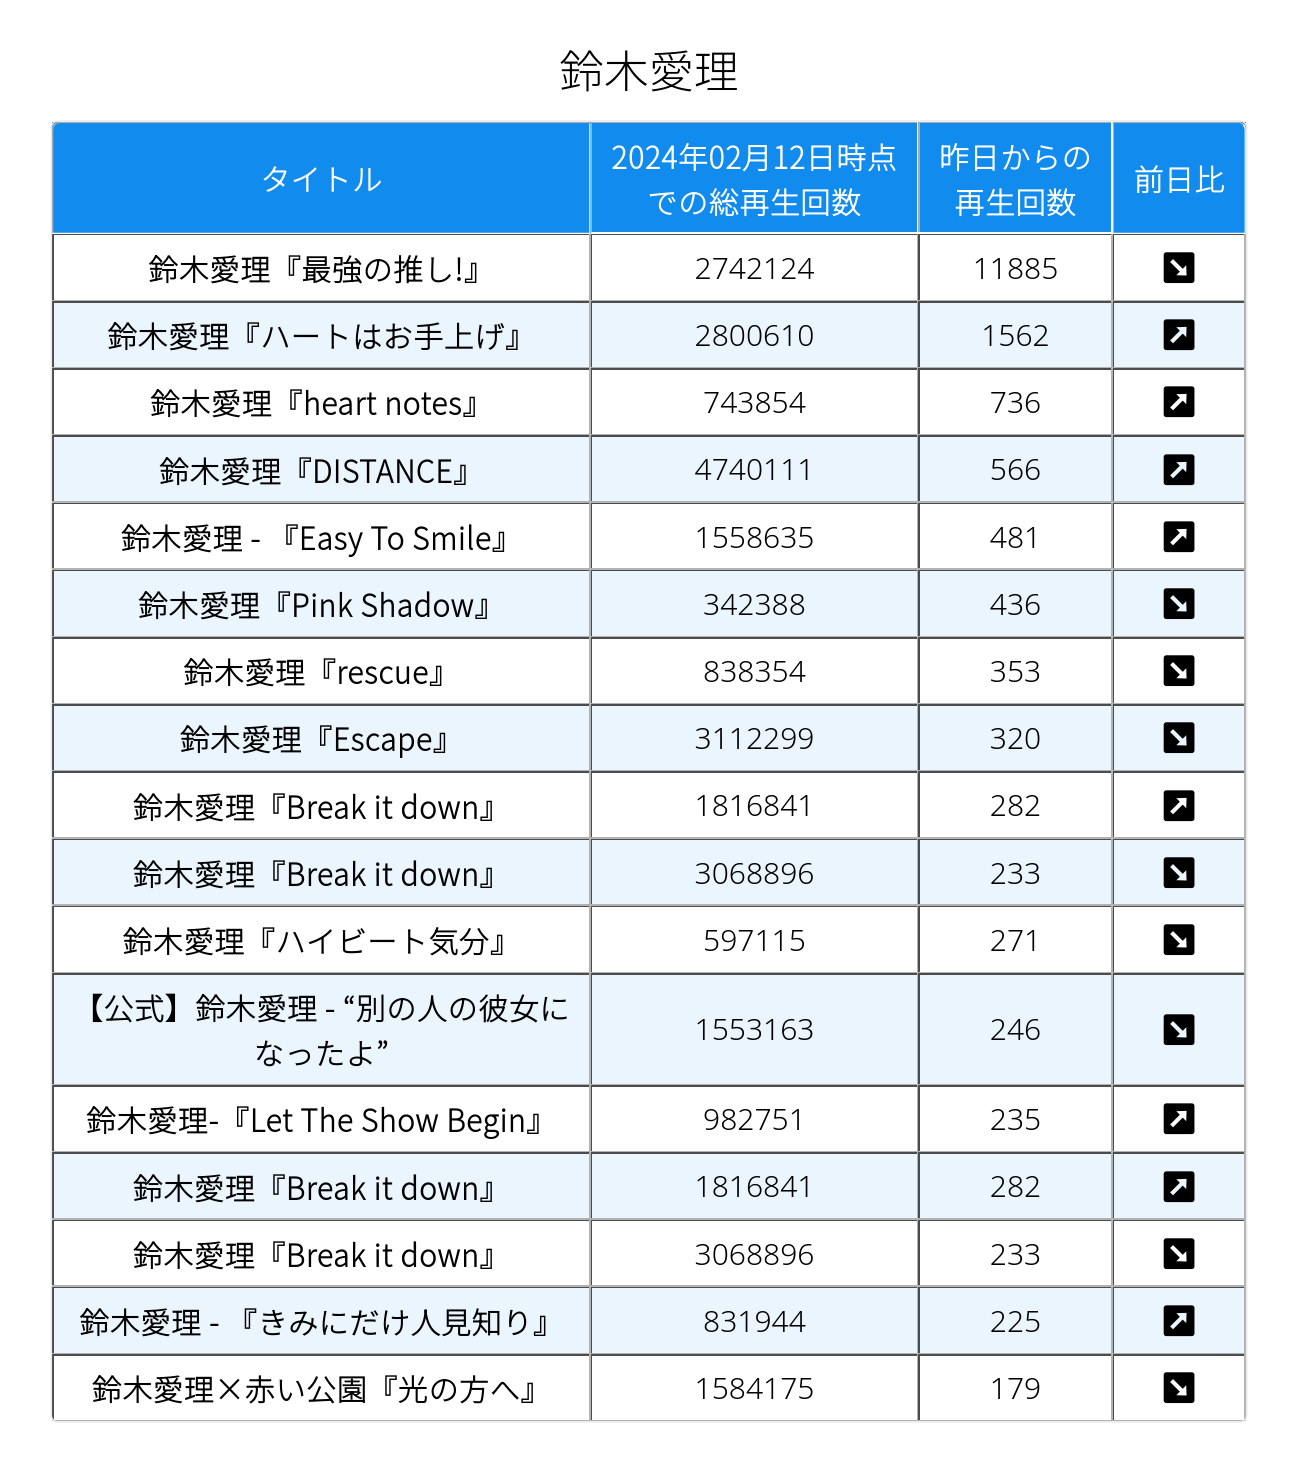 鈴木愛理
タイトル 2024年02月12日時点での総再生回数 昨日からの再生回数 前日比
鈴木愛理『最強の推し!』 2742124 11885 ↘
鈴木愛理『ハートはお手上げ』 2800610 1562 ↗
鈴木愛理『heart notes』 743854 736 ↗
鈴木愛理『DISTANCE』 4740111 566 ↗
鈴木愛理 - 『Easy To Smile』 1558635 481 ↗
鈴木愛理『Pink Shadow』 342388 436 ↘
鈴木愛理『rescue』 838354 353 ↘
鈴木愛理『Escape』 3112299 320 ↘
鈴木愛理『Break it down』 1816841 282 ↗
鈴木愛理『Break it down』 3068896 233 ↘
鈴木愛理『ハイビート気分』 597115 271 ↘
【公式】鈴木愛理 - “別の人の彼女になったよ” 1553163 246 ↘
鈴木愛理-『Let The Show Begin』 982751 235 ↗
鈴木愛理『Break it down』 1816841 282 ↗
鈴木愛理『Break it down』 3068896 233 ↘
鈴木愛理 - 『きみにだけ人見知り』 831944 225 ↗
鈴木愛理×赤い公園『光の方へ』 1584175 179 ↘